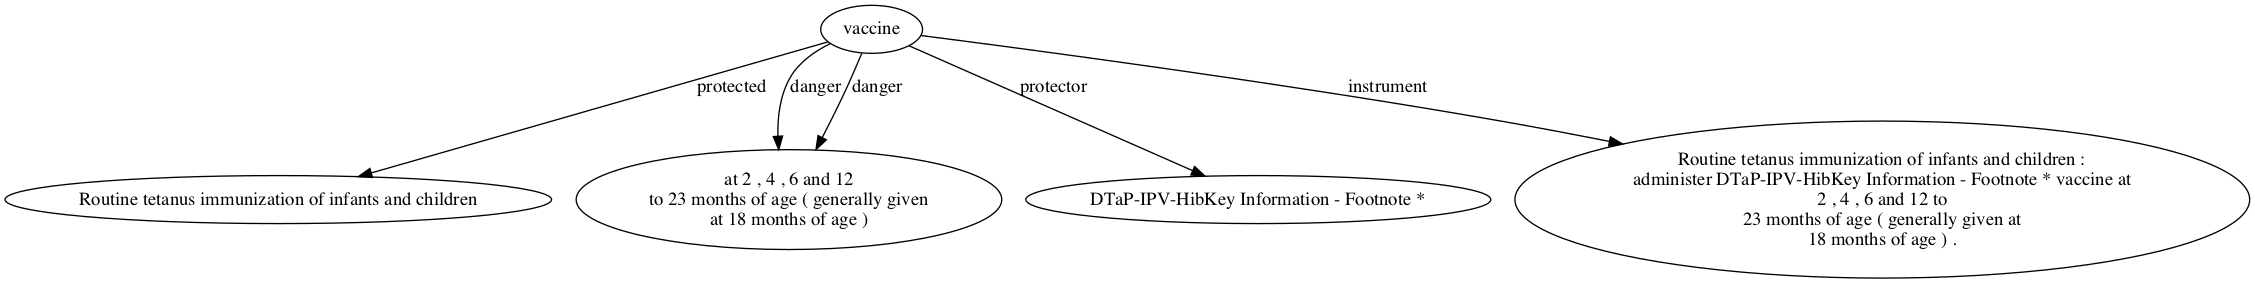 vaccine
protected
danger
danger
protector
instrument
Routine tetanus immunization of infants and children
at 2 , 4 , 6 and 12
to 23 months of age ( generally given
at 18 months of age )
DTaP-IPV-HibKey Information - Footnote *
Routine tetanus immunization of infants and children :
administer DTaP-IPV-HibKey Information - Footnote * vaccine at
2 , 4 , 6 and 12 to
23 months of age ( generally given at
18 months of age ) .